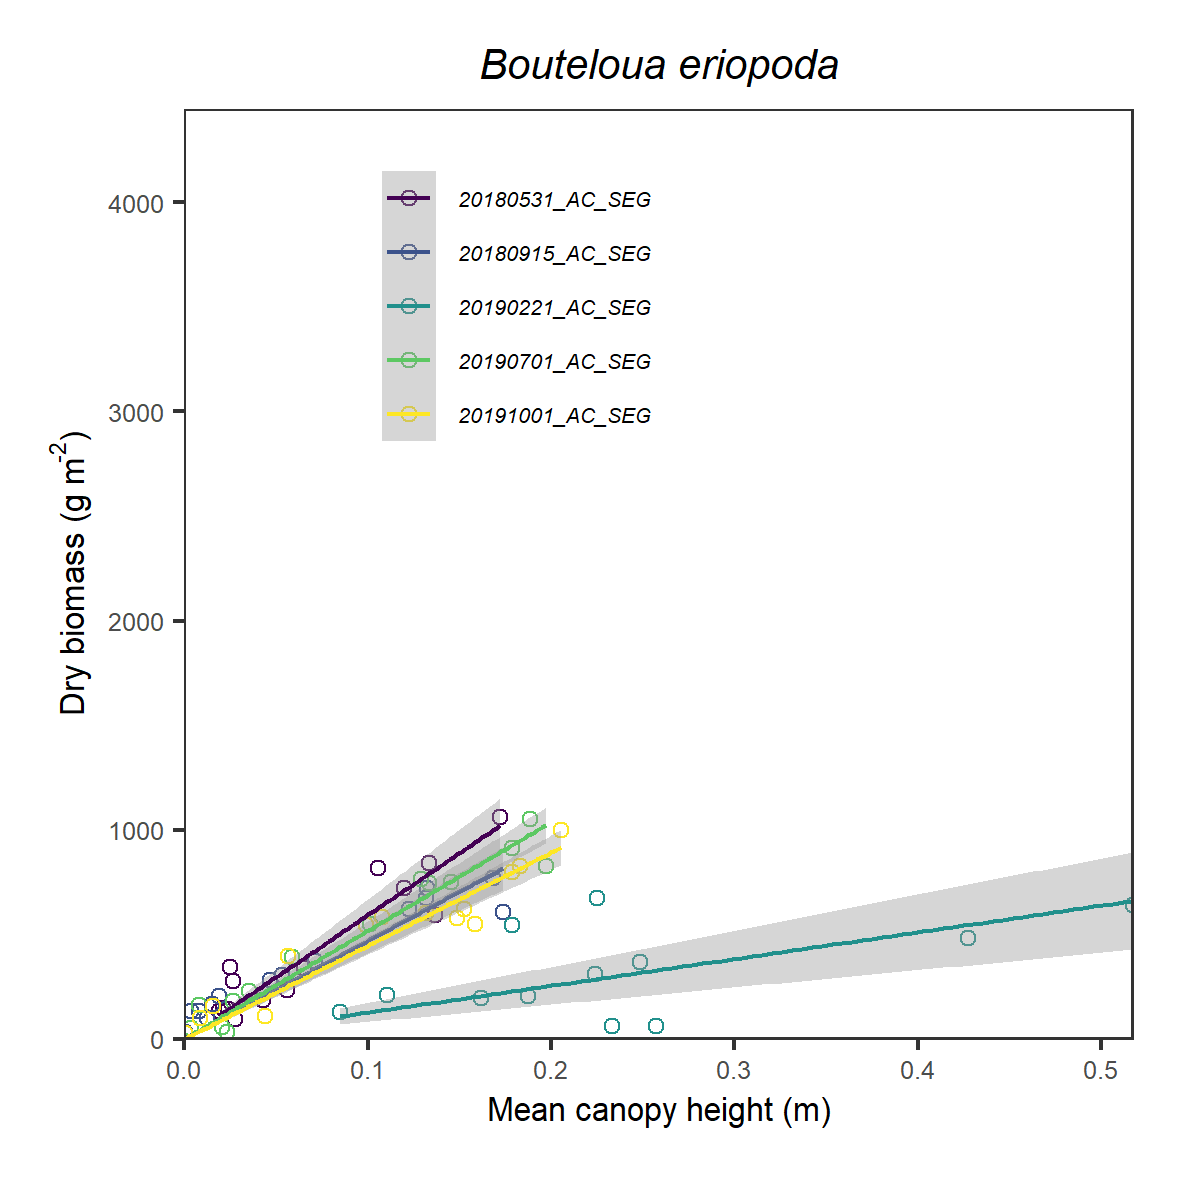 Bouteloua eriopoda
20180531_AC_SEG
20180915_AC_SEG
20190221_AC_SEG
20190701_AC_SEG
20191001_AC_SEG
Dry biomass (g m⁻²)
4000
3000
2000
1000
0
0.0 0.1 0.2 0.3 0.4 0.5
Mean canopy height (m)